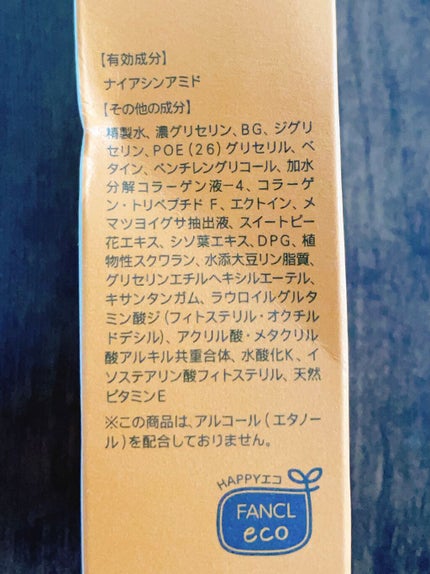 【有効成分】
ナイアシンアミド
【その他の成分】
精製水、濃グリセリン、BG、ジグリ
セリン、POE(26)グリセリル、ベ
タイン、ペンチレングリコール、加水
分解コラーゲン液-4、コラーゲ
ン・トリペプチド F、エクトイン、メ
マツヨイグサ抽出液、スイートピー
花エキス、シソ葉エキス、DPG、植
物性スクワラン、水添大豆リン脂質、
グリセリンエチルヘキシルエーテル、
キサンタンガム、ラウロイルグルタ
ミン酸ジ(フィトステリル・オクチル
ドデシル)、アクリル酸・メタクリル
酸アルキル共重合体、水酸化K、イ
ソステアリン酸フィトステリル、天然
ビタミンE
※この商品は、アルコール(エタノー
ル)を配合しておりません。
HAPPYエコ
FANCL
eco